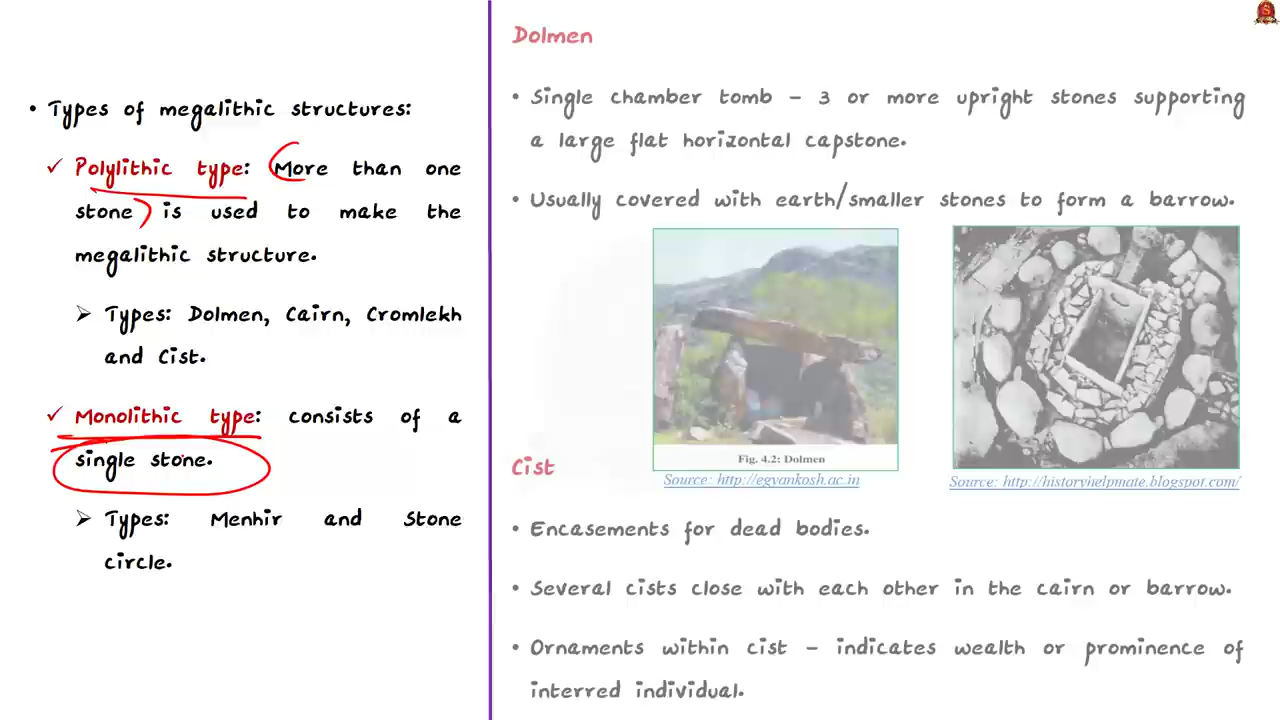 • Types of megalithic structures:
✓ Polylithic type: More than one
stone is used to make the
megalithic structure.
➢ Types: Dolmen, Cairn, Cromlekh
and Cist.
✓ Monolithic type: consists of a
single stone.
➢ Types: Menhir and Stone
circle.
Dolmen
• Single chamber tomb – 3 or more upright stones supporting
a large flat horizontal capstone.
• Usually covered with earth/smaller stones to form a barrow.
Fig. 4.2: Dolmen
Source: http://egyankosh.ac.in
Source: http://historyhelpmate.blogspot.com/
Cist
• Encasements for dead bodies.
• Several cists close with each other in the cairn or barrow.
• Ornaments within cist – indicates wealth or prominence of
interred individual.